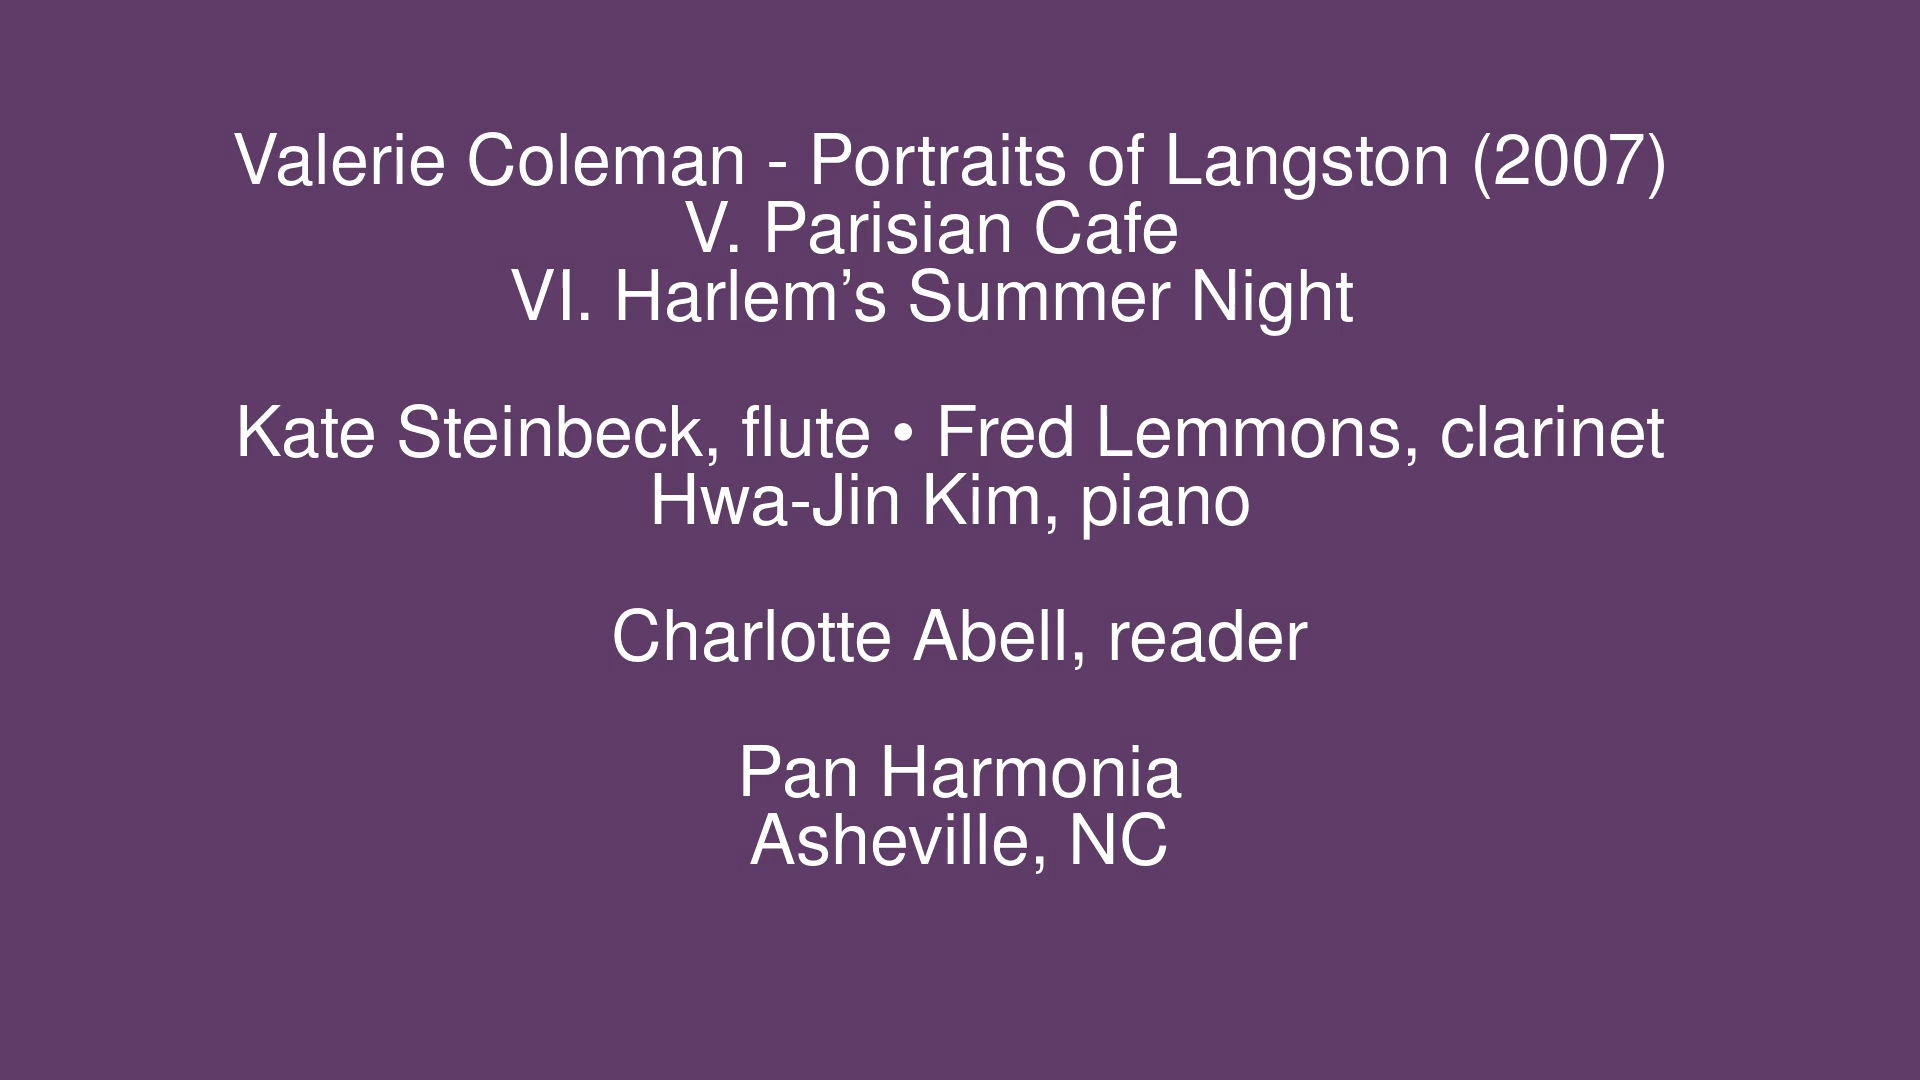 Valerie Coleman - Portraits of Langston (2007)
V. Parisian Cafe
VI. Harlem’s Summer Night
Kate Steinbeck, flute • Fred Lemmons, clarinet
Hwa-Jin Kim, piano
Charlotte Abell, reader
Pan Harmonia
Asheville, NC